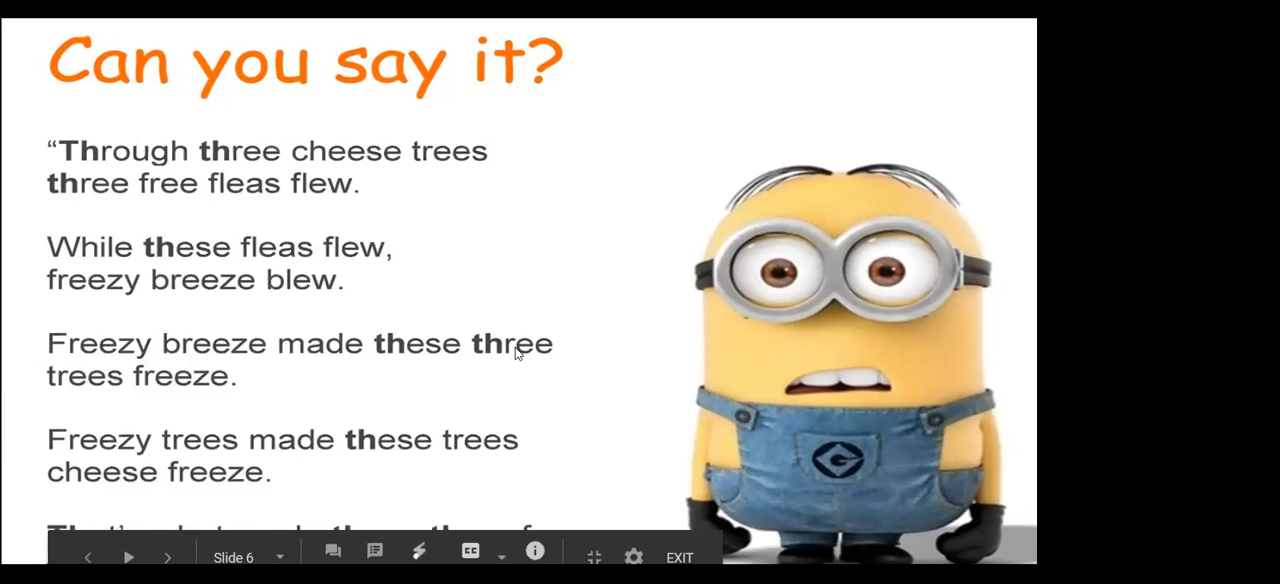 Can you say it?
“Through three cheese trees
three free fleas flew.
While these fleas flew,
freezy breeze blew.
Freezy breeze made these three
trees freeze.
Freezy trees made these trees
cheese freeze.
Slide 6
CC
EXIT
G